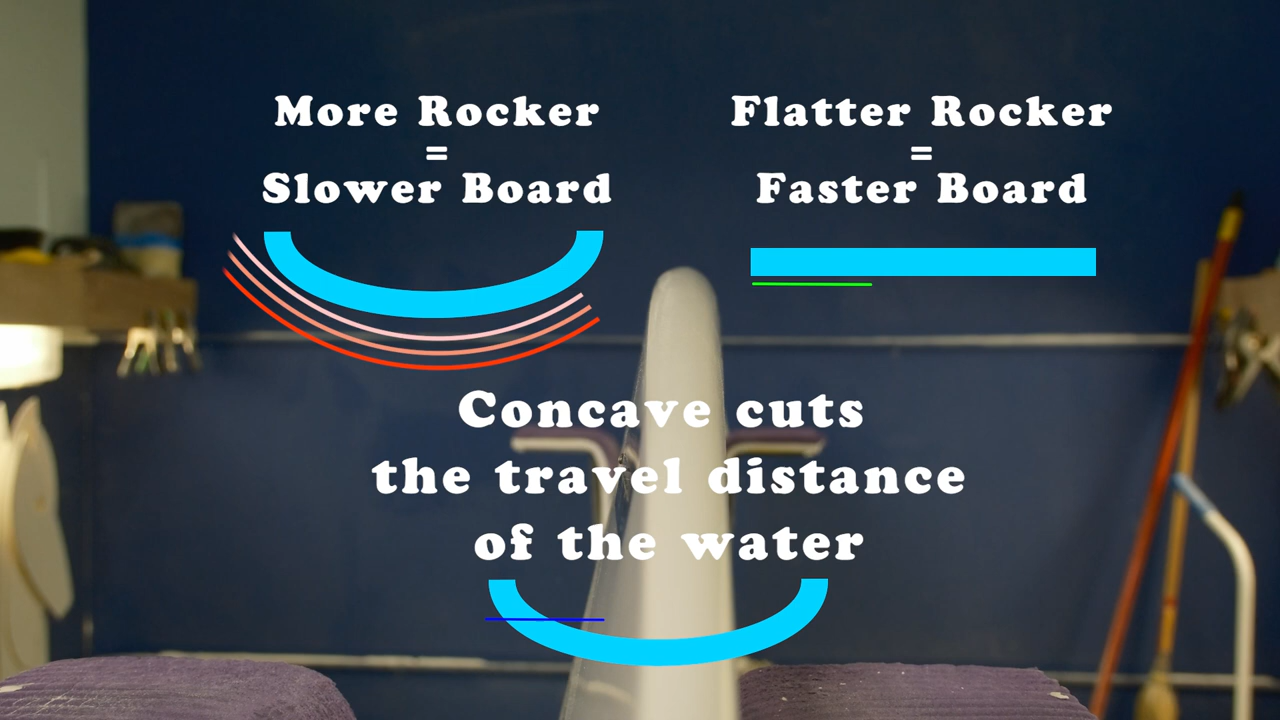 More Rocker
=
Slower Board
Flatter Rocker
=
Faster Board
Concave cuts
the travel distance
of the water